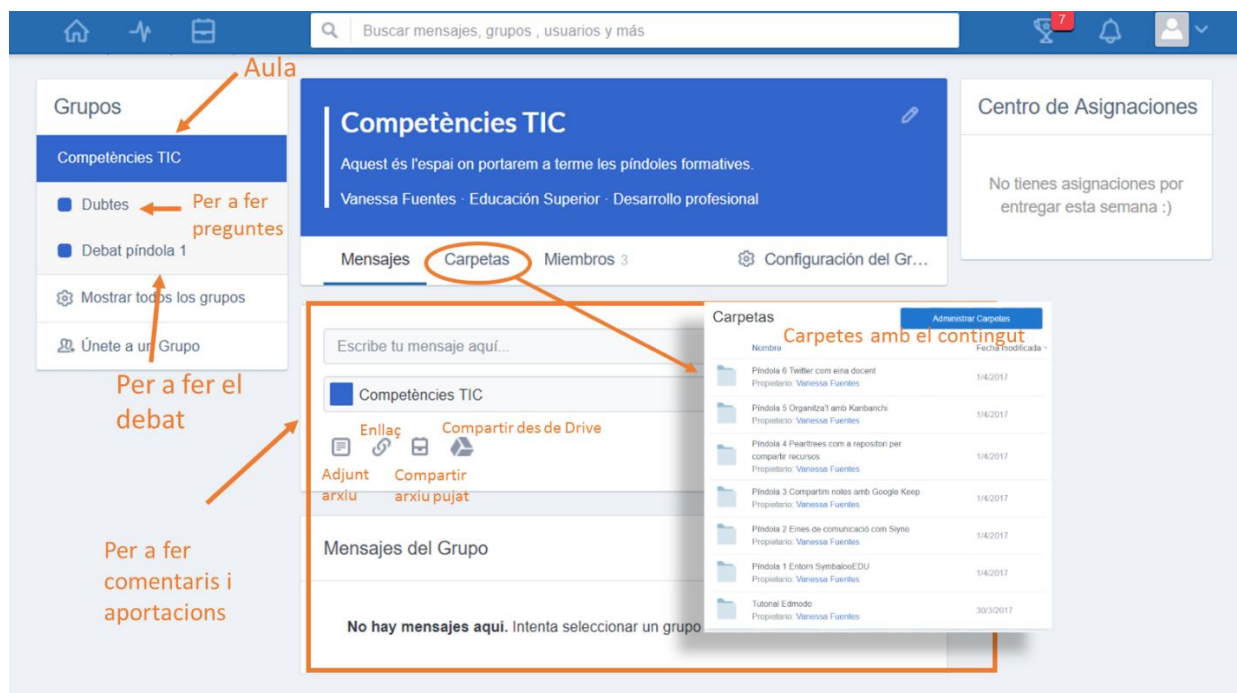 Buscar mensajes, grupos , usuarios y más
7
Aula
Grupos
Competències TIC
Dubtes
Per a fer
preguntes
Debat píndola 1
Mostrar todos los grupos
Únete a un Grupo
Per a fer el
debat
Per a fer
comentaris i
aportacions
Competències TIC
Aquest és l'espai on portarem a terme les píndoles formatives.
Vanessa Fuentes · Educación Superior · Desarrollo profesional
Mensajes
Carpetas
Miembros 3
Configuración del Gr...
Escribe tu mensaje aquí...
Competències TIC
Enllaç
Compartir des de Drive
Adjunt
arxiu
Compartir
arxiu pujat
Mensajes del Grupo
No hay mensajes aqui. Intenta seleccionar un grupo
Centro de Asignaciones
No tienes asignaciones por
entregar esta semana :)
Carpetas
Administrar Carpetas
Carpetes amb el contingut
Nombre
Fecha modificada
Píndola 6 Twitter com eina docent
Propietario: Vanessa Fuentes
1/4/2017
Píndola 5 Organitza't amb Kanbanchi
Propietario: Vanessa Fuentes
1/4/2017
Píndola 4 Pearltrees com a repositori per
compartir recursos
Propietario: Vanessa Fuentes
1/4/2017
Píndola 3 Compartim notes amb Google Keep
Propietario: Vanessa Fuentes
1/4/2017
Píndola 2 Eines de comunicació com Slyno
Propietario: Vanessa Fuentes
1/4/2017
Píndola 1 Entorn SymbalooEDU
Propietario: Vanessa Fuentes
1/4/2017
Tutorial Edmodo
Propietario: Vanessa Fuentes
30/3/2017